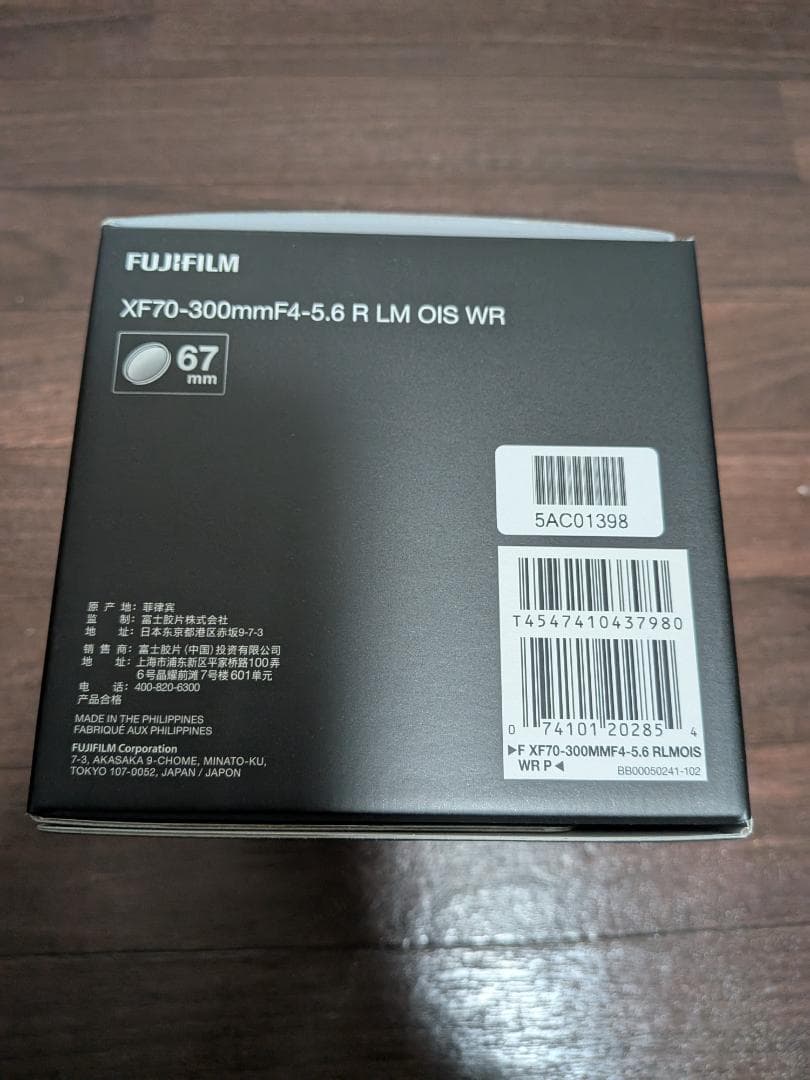 FUJIFILM
XF70-300mmF4-5.6 R LM OIS WR
67
mm
5AC01398
T4547410437980
0 74101 20285 4
▶F XF70-300MMF4-5.6 RLMOIS
WR P◀
BB00050241-102
原 产 地：菲律宾
监 制：富士胶片株式会社
地 址：日本东京都港区赤坂9-7-3
销 售 商：富士胶片（中国）投资有限公司
地 址：上海市浦东新区平家桥路100弄
6号晶耀前滩7号楼601单元
电 话：400-820-6300
产品合格
MADE IN THE PHILIPPINES
FABRIQUÉ AUX PHILIPPINES
FUJIFILM Corporation
7-3, AKASAKA 9-CHOME, MINATO-KU,
TOKYO 107-0052, JAPAN / JAPON